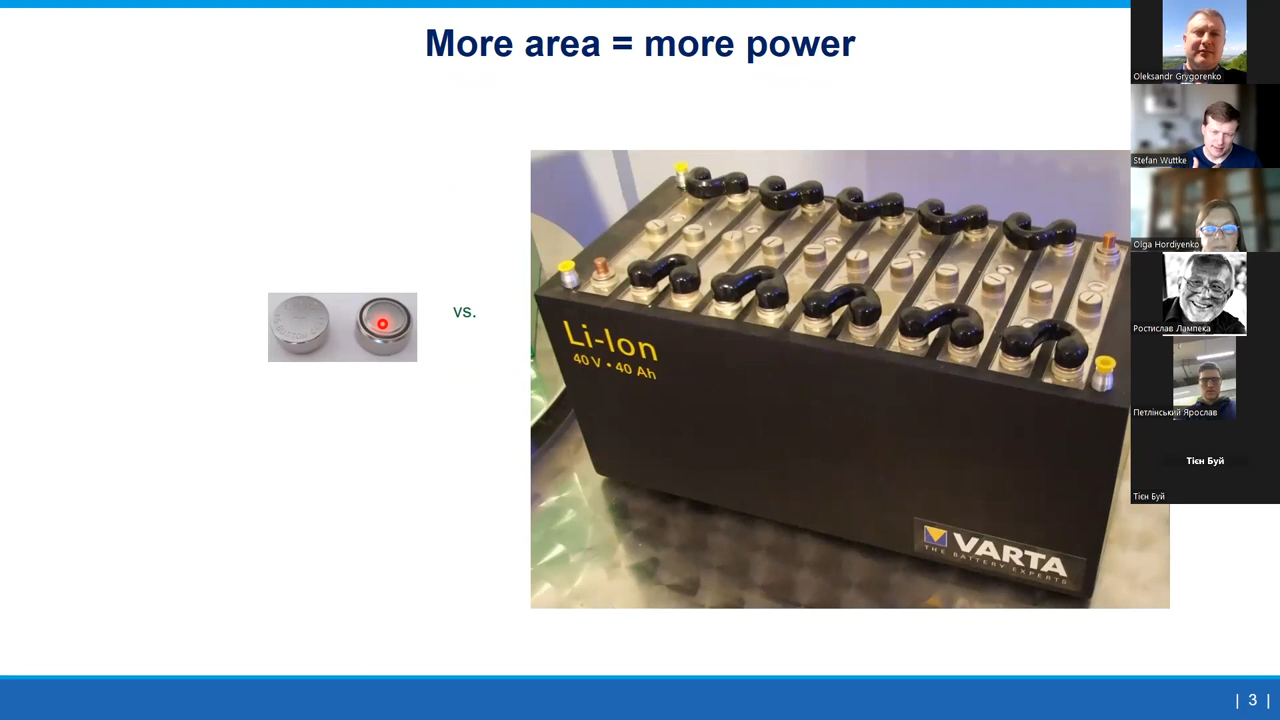 More area = more power
vs.
Li-Ion
40 V • 40 Ah
VARTA
THE BATTERY EXPERTS
| 3 |
Oleksandr Grygorenko
Stefan Wuttke
Olga Hordiyenko
Ростислав Лампека
Петлінський Ярослав
Тієн Буй
Тієн Буй